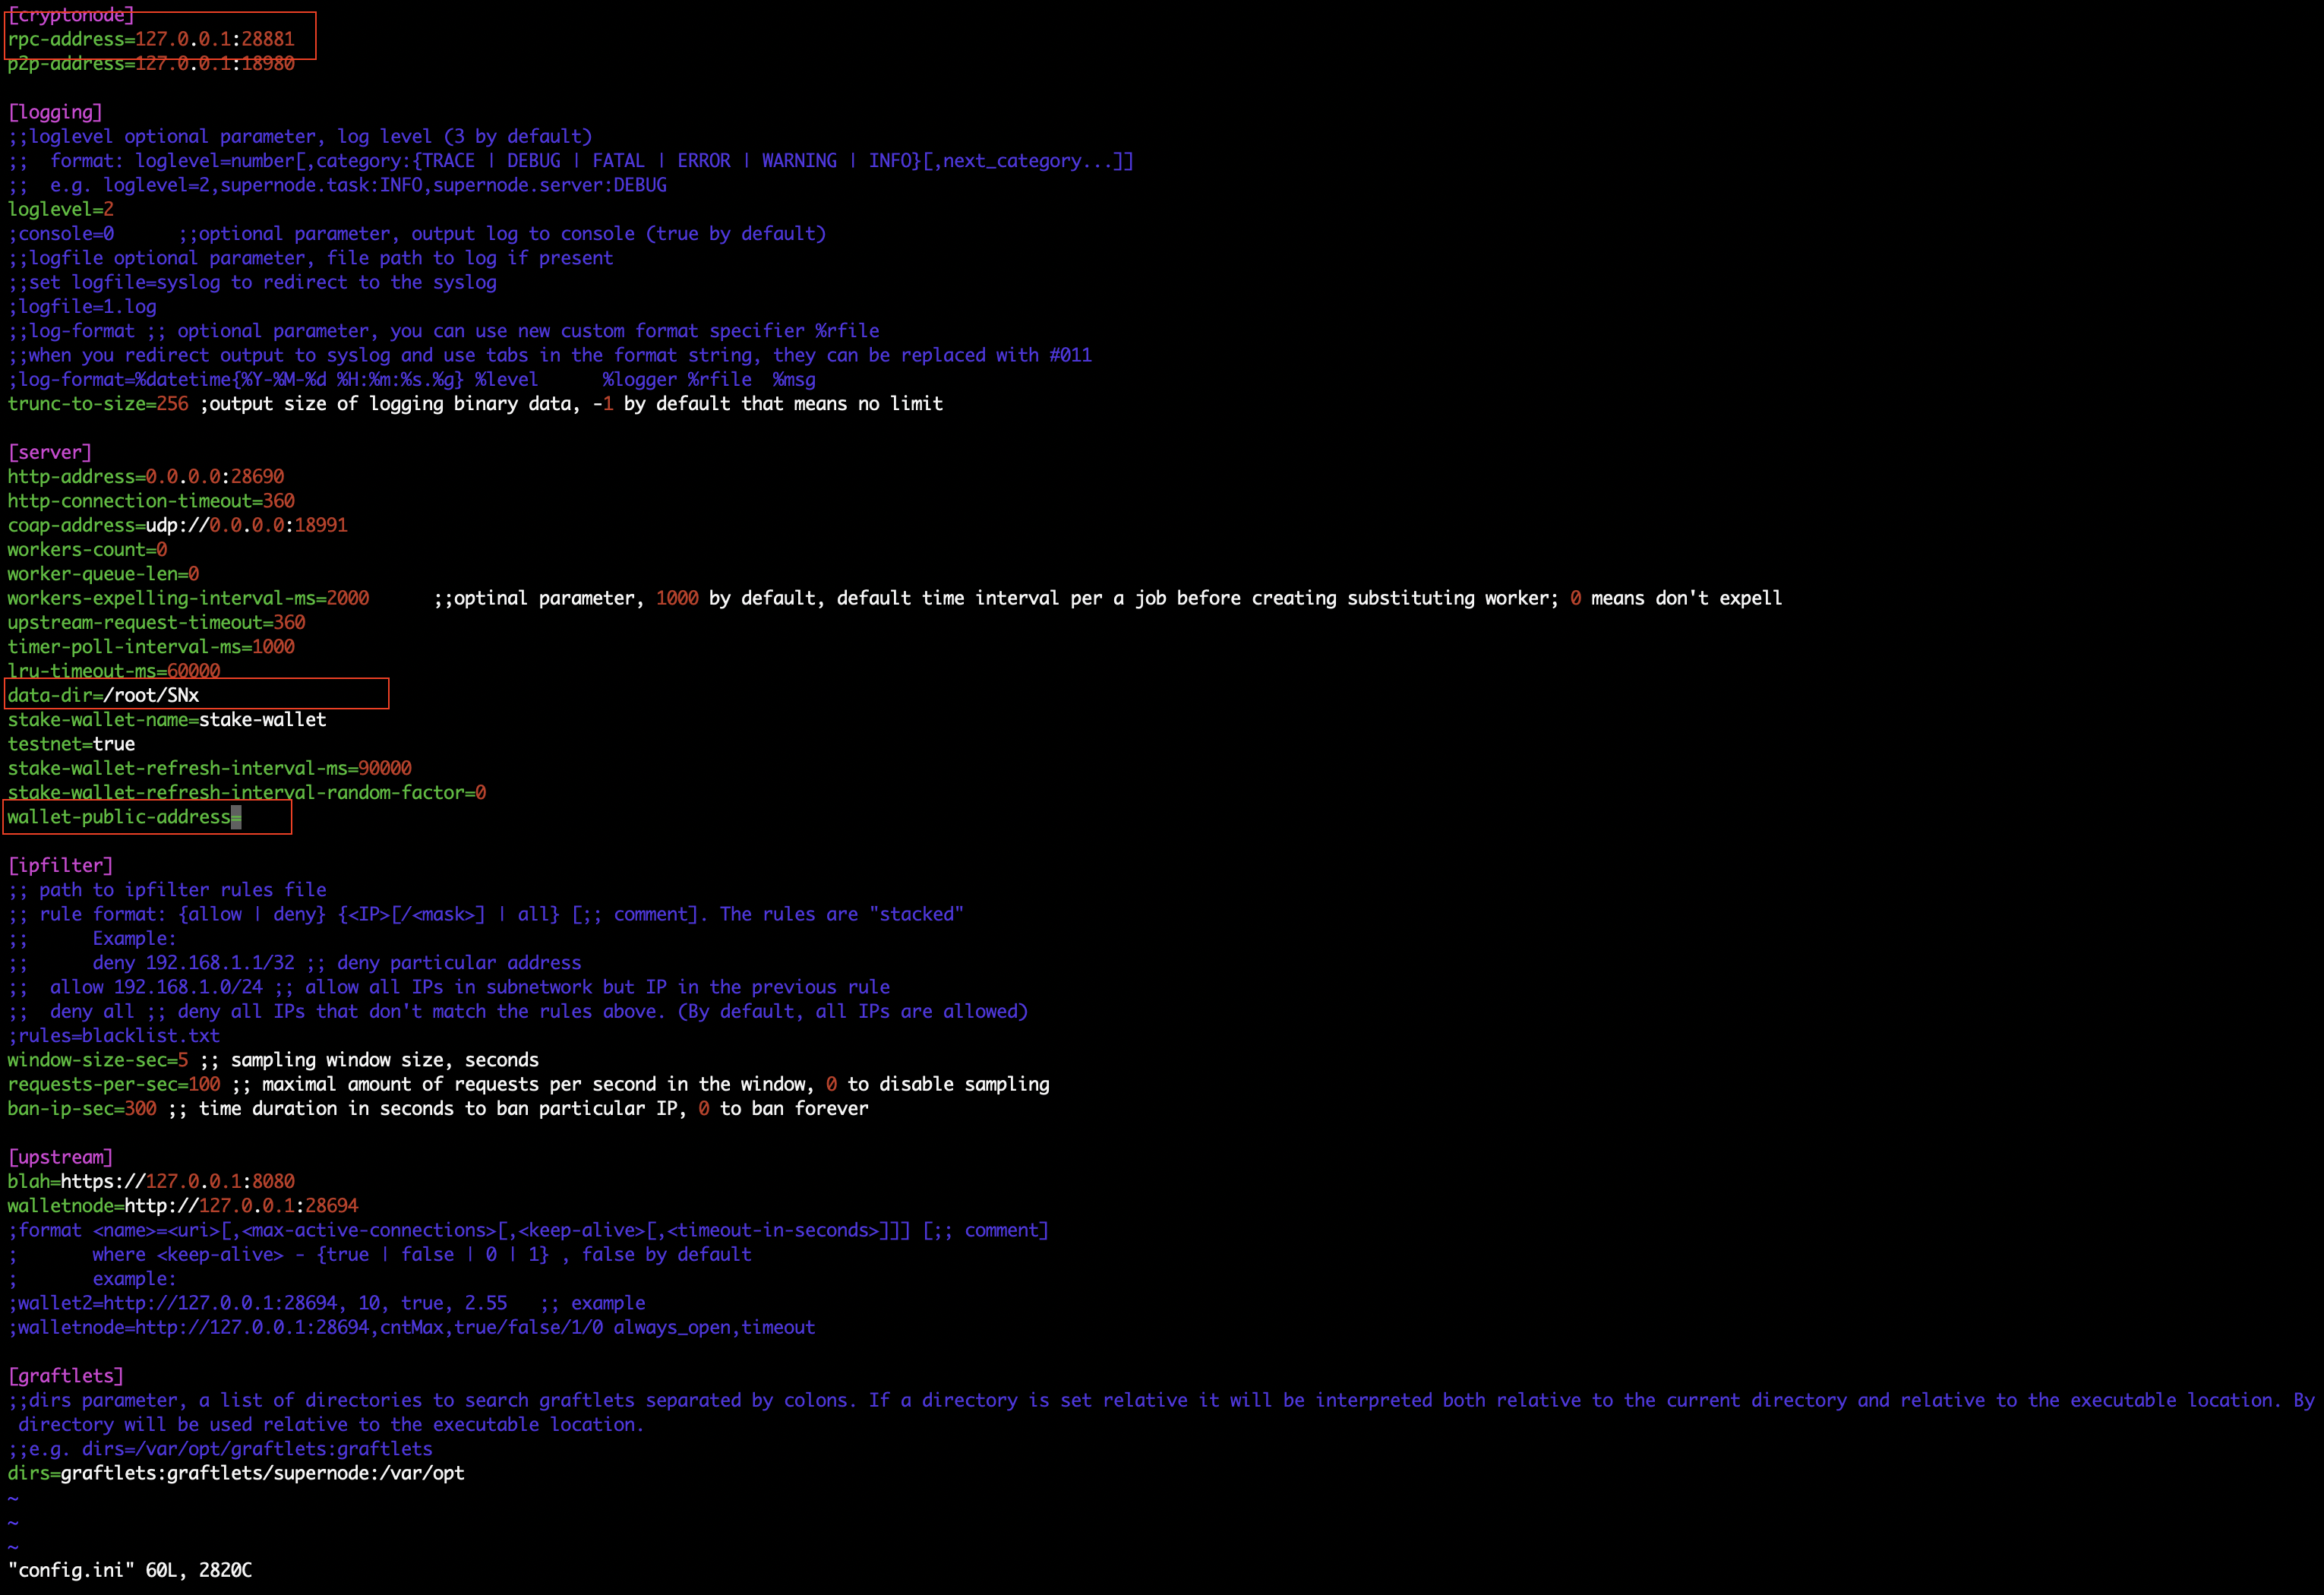 [cryptonode]
rpc-address=127.0.0.1:28881
p2p-address=127.0.0.1:18980
[logging]
;;loglevel optional parameter, log level (3 by default)
;;  format: loglevel=number[,category:{TRACE | DEBUG | FATAL | ERROR | WARNING | INFO}[,next_category...]]
;;  e.g. loglevel=2,supernode.task:INFO,supernode.server:DEBUG
loglevel=2
;console=0      ;;optional parameter, output log to console (true by default)
;;logfile optional parameter, file path to log if present
;;set logfile=syslog to redirect to the syslog
;logfile=1.log
;;log-format ;; optional parameter, you can use new custom format specifier %rfile
;;when you redirect output to syslog and use tabs in the format string, they can be replaced with #011
;log-format=%datetime{%Y-%M-%d %H:%m:%s.%g} %level      %logger %rfile  %msg
trunc-to-size=256 ;output size of logging binary data, -1 by default that means no limit
[server]
http-address=0.0.0.0:28690
http-connection-timeout=360
coap-address=udp://0.0.0.0:18991
workers-count=0
worker-queue-len=0
workers-expelling-interval-ms=2000      ;;optinal parameter, 1000 by default, default time interval per a job before creating substituting worker; 0 means don't expell
upstream-request-timeout=360
timer-poll-interval-ms=1000
lru-timeout-ms=60000
data-dir=/root/SNx
stake-wallet-name=stake-wallet
testnet=true
stake-wallet-refresh-interval-ms=90000
stake-wallet-refresh-interval-random-factor=0
wallet-public-address=
[ipfilter]
;; path to ipfilter rules file
;; rule format: {allow | deny} {<IP>[/<mask>] | all} [;; comment]. The rules are "stacked"
;;      Example:
;;      deny 192.168.1.1/32 ;; deny particular address
;;  allow 192.168.1.0/24 ;; allow all IPs in subnetwork but IP in the previous rule
;;  deny all ;; deny all IPs that don't match the rules above. (By default, all IPs are allowed)
;rules=blacklist.txt
window-size-sec=5 ;; sampling window size, seconds
requests-per-sec=100 ;; maximal amount of requests per second in the window, 0 to disable sampling
ban-ip-sec=300 ;; time duration in seconds to ban particular IP, 0 to ban forever
[upstream]
blah=https://127.0.0.1:8080
walletnode=http://127.0.0.1:28694
;format <name>=<uri>[,<max-active-connections>[,<keep-alive>[,<timeout-in-seconds>]]] [;; comment]
;       where <keep-alive> - {true | false | 0 | 1} , false by default
;       example:
;wallet2=http://127.0.0.1:28694, 10, true, 2.55   ;; example
;walletnode=http://127.0.0.1:28694,cntMax,true/false/1/0 always_open,timeout
[graftlets]
;;dirs parameter, a list of directories to search graftlets separated by colons. If a directory is set relative it will be interpreted both relative to the current directory and relative to the executable location. By
directory will be used relative to the executable location.
;;e.g. dirs=/var/opt/graftlets:graftlets
dirs=graftlets:graftlets/supernode:/var/opt
~
~
~
"config.ini" 60L, 2820C